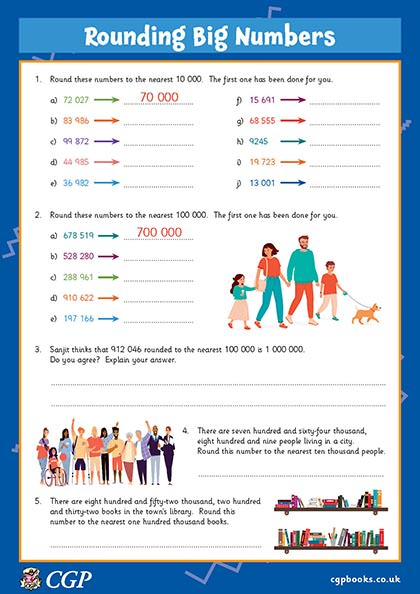 Rounding Big Numbers
1. Round these numbers to the nearest 10 000. The first one has been done for you.
a) 72 027 70 000
b) 83 986
c) 99 872
d) 44 985
e) 36 982
f) 15 691
g) 68 555
h) 9245
i) 19 723
j) 13 001
2. Round these numbers to the nearest 100 000. The first one has been done for you.
a) 678 519 700 000
b) 528 280
c) 288 961
d) 910 622
e) 197 166
3. Sanjit thinks that 912 046 rounded to the nearest 100 000 is 1 000 000.
Do you agree? Explain your answer.
4. There are seven hundred and sixty-four thousand,
eight hundred and nine people living in a city.
Round this number to the nearest ten thousand people.
5. There are eight hundred and fifty-two thousand, two hundred
and thirty-two books in the town's library. Round this
number to the nearest one hundred thousand books.
CGP
cgpbooks.co.uk